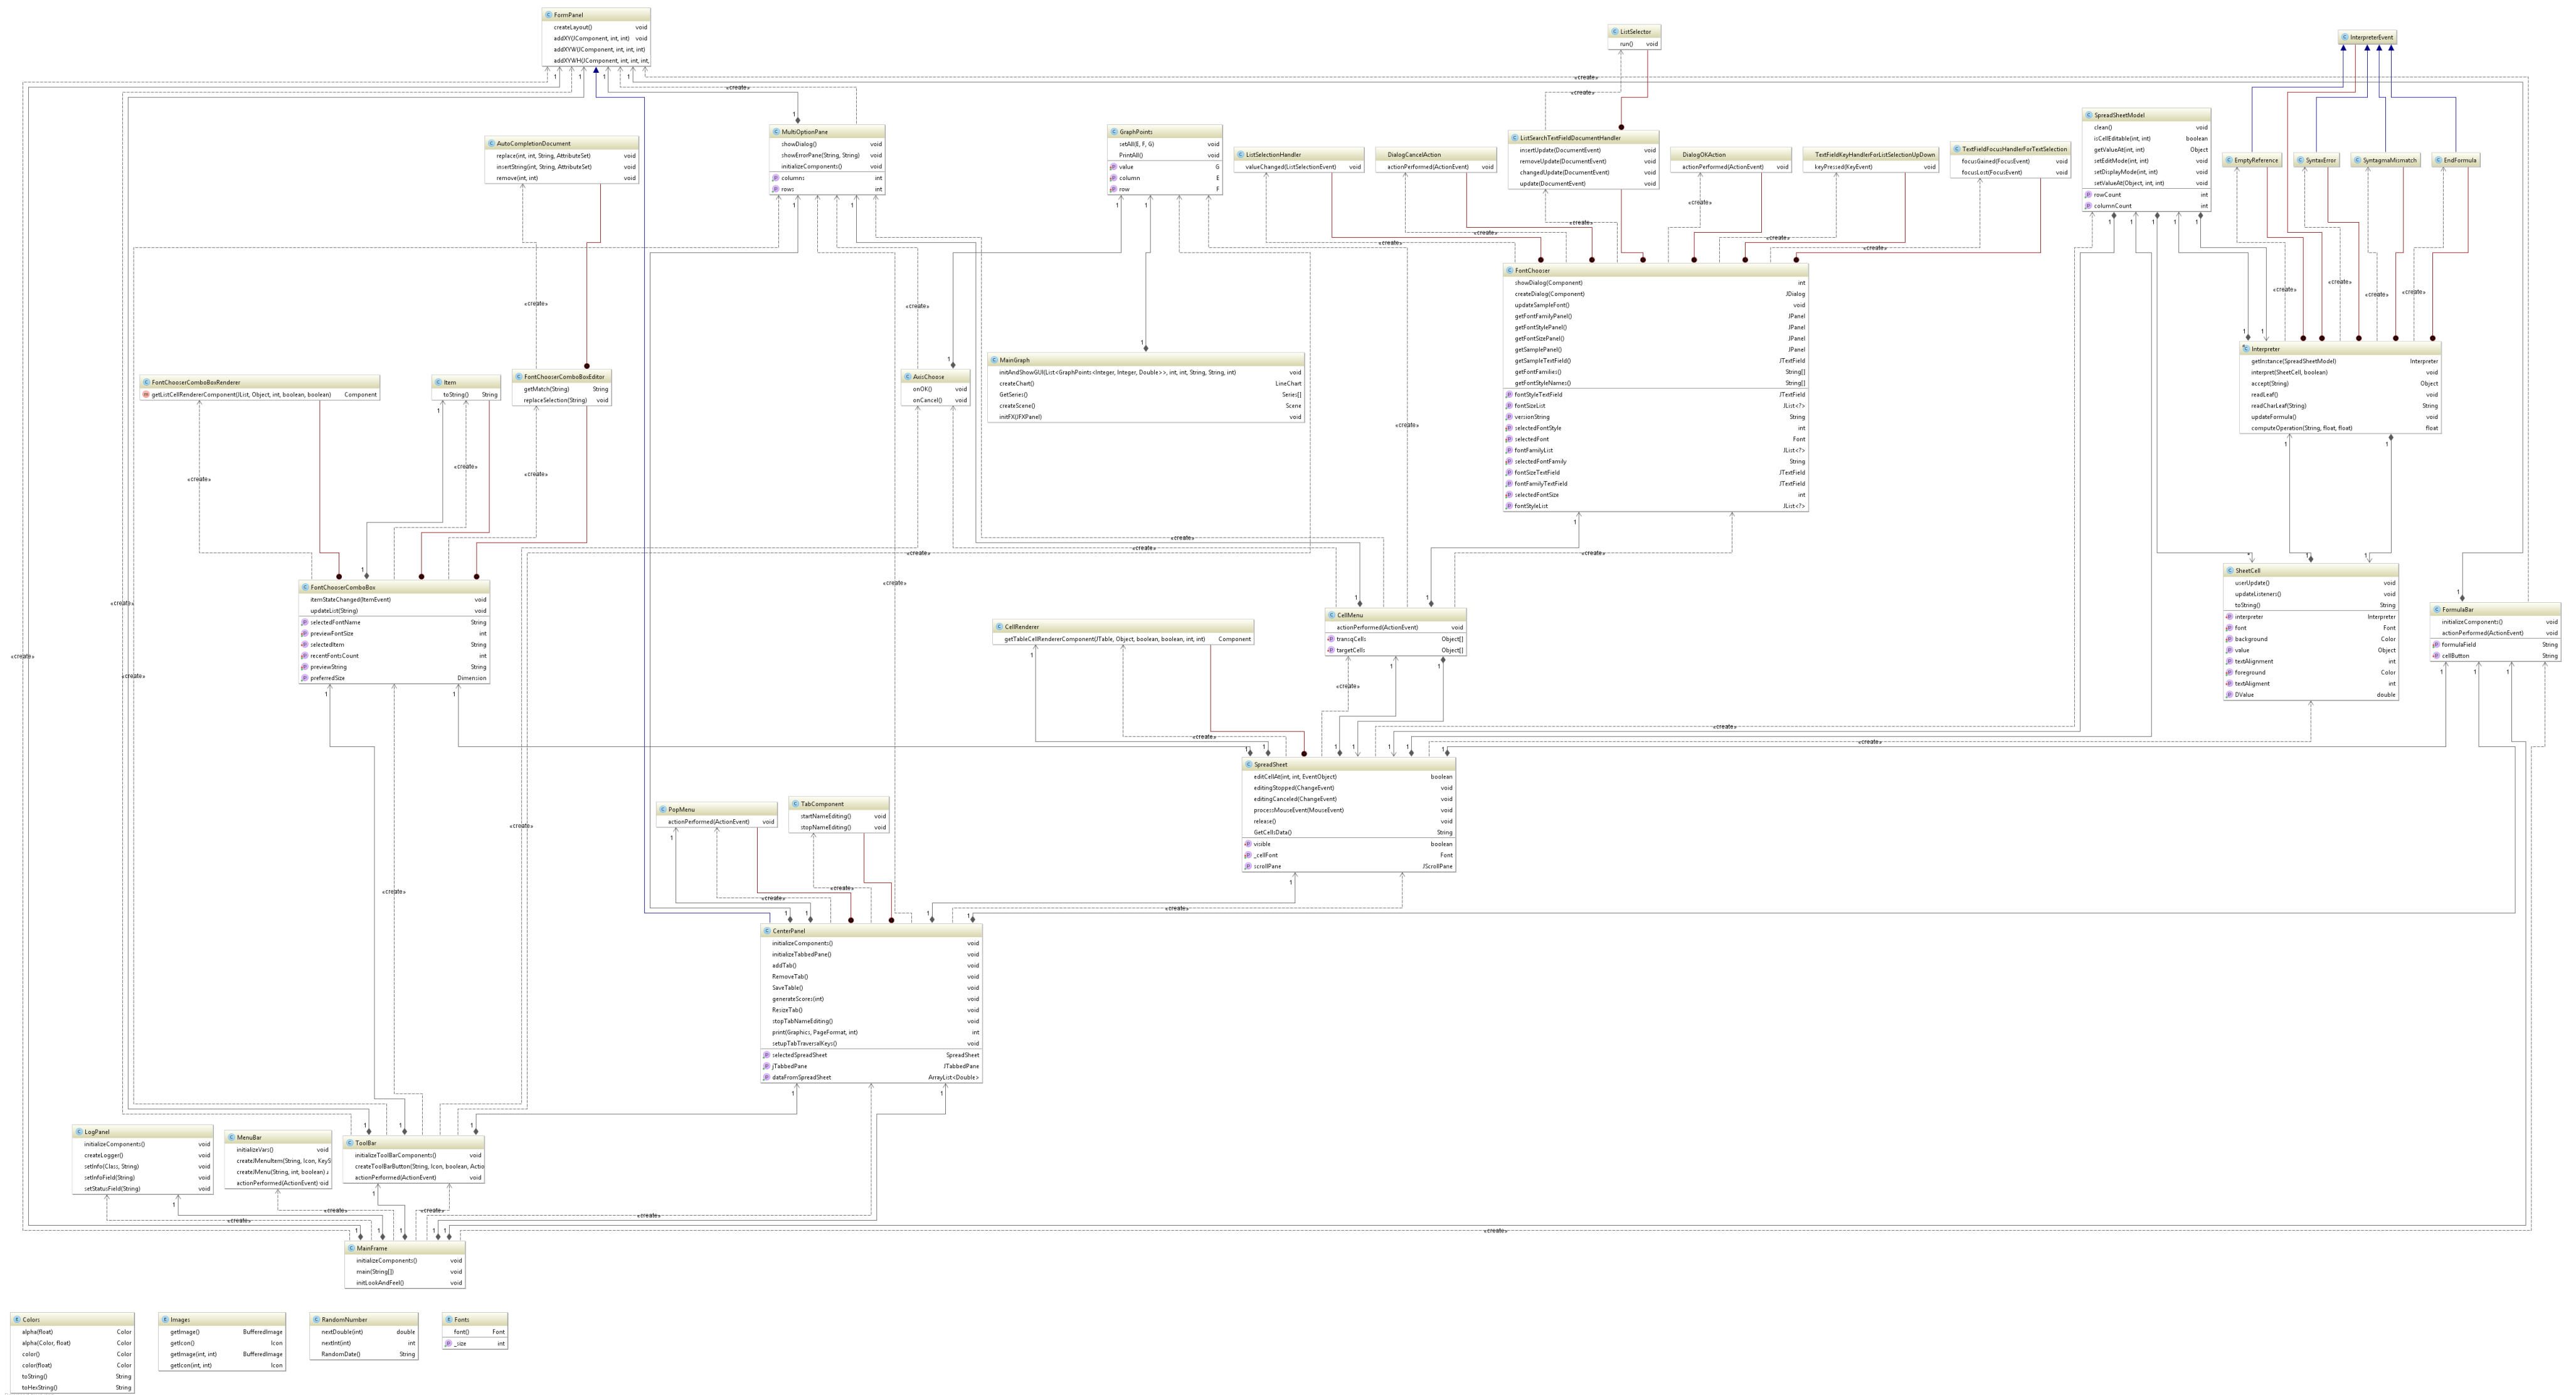 FormPanel
createLayout() void
addXY(JComponent, int, int) void
addXYW(JComponent, int, int, int)
addXYWH(JComponent, int, int, int,
ListSelector
run() void
InterpreterEvent
AutoCompletionDocument
replace(int, int, String, AttributeSet) void
insertString(int, String, AttributeSet) void
remove(int, int) void
MultiOptionPane
showDialog() void
showErrorPane(String, String) void
initializeComponents() void
columns int
rows int
GraphPoints
setAll(E, F, G) void
PrintAll() void
value G
column E
row F
ListSelectionHandler
valueChanged(ListSelectionEvent) void
DialogCancelAction
actionPerformed(ActionEvent) void
ListSearchTextFieldDocumentHandler
insertUpdate(DocumentEvent) void
removeUpdate(DocumentEvent) void
changedUpdate(DocumentEvent) void
update(DocumentEvent) void
DialogOKAction
actionPerformed(ActionEvent) void
TextFieldKeyHandlerForListSelectionUpDown
keyPressed(KeyEvent) void
TextFieldFocusHandlerForTextSelection
focusGained(FocusEvent) void
focusLost(FocusEvent) void
SpreadSheetModel
clean() void
isCellEditable(int, int) boolean
getValueAt(int, int) Object
setEditMode(int, int) void
setDisplayMode(int, int) void
setValueAt(Object, int, int) void
rowCount int
columnCount int
EmptyReference
SyntaxError
SyntagmaMismatch
EndFormula
FontChooser
showDialog(Component) int
createDialog(Component) JDialog
updateSampleFont() void
getFontFamilyPanel() JPanel
getFontStylePanel() JPanel
getFontSizePanel() JPanel
getSamplePanel() JPanel
getSampleTextField() JTextField
getFontFamilies() String[]
getFontStyleNames() String[]
fontStyleTextField JTextField
fontSizeList JList<?>
versionString String
selectedFontStyle int
selectedFont Font
fontFamilyList JList<?>
selectedFontFamily String
fontSizeTextField JTextField
fontFamilyTextField JTextField
selectedFontSize int
fontStyleList JList<?>
Interpreter
getInstance(SpreadSheetModel) Interpreter
interpret(SheetCell, boolean) void
accept(String) Object
readLeaf() void
readCharLeaf(String) String
updateFormula() void
computeOperation(String, float, float) float
MainGraph
initAndShowGUI(List<GraphPoints<Integer, Integer, Double>>, int, int, String, String, int) void
createChart() LineChart
GetSeries() Series[]
createScene() Scene
initFX(JFXPanel) void
FontChooserComboBoxRenderer
getListCellRendererComponent(JList, Object, int, boolean, boolean) Component
Item
toString() String
FontChooserComboBoxEditor
getMatch(String) String
replaceSelection(String) void
AxisChoose
onOK() void
onCancel() void
FontChooserComboBox
itemStateChanged(ItemEvent) void
updateList(String) void
selectedFontName String
previewFontSize int
selectedItem String
recentFontsCount int
previewString String
preferredSize Dimension
CellRenderer
getTableCellRendererComponent(JTable, Object, boolean, boolean, int, int) Component
CellMenu
actionPerformed(ActionEvent) void
transqCells Object[]
targetCells Object[]
SheetCell
userUpdate() void
updateListeners() void
toString() String
interpreter Interpreter
font Font
background Color
value Object
textAlignment int
foreground Color
textAligment int
DValue double
FormulaBar
initializeComponents() void
actionPerformed(ActionEvent) void
formulaField String
cellButton String
SpreadSheet
editCellAt(int, int, EventObject) boolean
editingStopped(ChangeEvent) void
editingCanceled(ChangeEvent) void
processMouseEvent(MouseEvent) void
release() void
GetCellsData() String
visible boolean
_cellFont Font
scrollPane JScrollPane
PopMenu
actionPerformed(ActionEvent) void
TabComponent
startNameEditing() void
stopNameEditing() void
CenterPanel
initializeComponents() void
initializeTabbedPane() void
addTab() void
RemoveTab() void
SaveTable() void
generateScores(int) void
ResizeTab() void
stopTabNameEditing() void
print(Graphics, PageFormat, int) int
setupTabTraversalKeys() void
selectedSpreadSheet SpreadSheet
jTabbedPane JTabbedPane
dataFromSpreadSheet ArrayList<Double>
LogPanel
initializeComponents() void
createLogger() void
setInfo(Class, String) void
setInfoField(String) void
setStatusField(String) void
MenuBar
initializeVars() void
createJMenuItem(String, Icon, KeyS
createJMenu(String, int, boolean)
actionPerformed(ActionEvent) void
ToolBar
initializeToolBarComponents() void
createToolBarButton(String, Icon, boolean, Actio
actionPerformed(ActionEvent) void
MainFrame
initializeComponents() void
main(String[]) void
initLookAndFeel() void
Colors
alpha(float) Color
alpha(Color, float) Color
color() Color
color(float) Color
toString() String
toHexString() String
Images
getImage() BufferedImage
getIcon() Icon
getImage(int, int) BufferedImage
getIcon(int, int) Icon
RandomNumber
nextDouble(int) double
nextInt(int) int
RandomDate() String
Fonts
font() Font
_size int
«create»